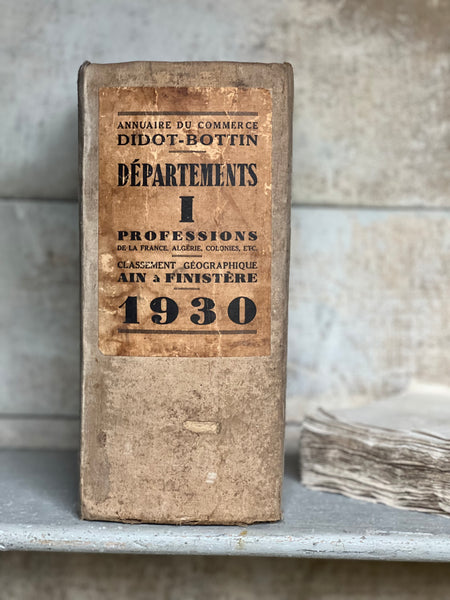 ANNUAIRE DU COMMERCE
DIDOT-BOTTIN
DÉPARTEMENTS
I
PROFESSIONS
DE LA FRANCE, ALGÉRIE, COLONIES, ETC.
CLASSEMENT GÉOGRAPHIQUE
AIN à FINISTÈRE
1930